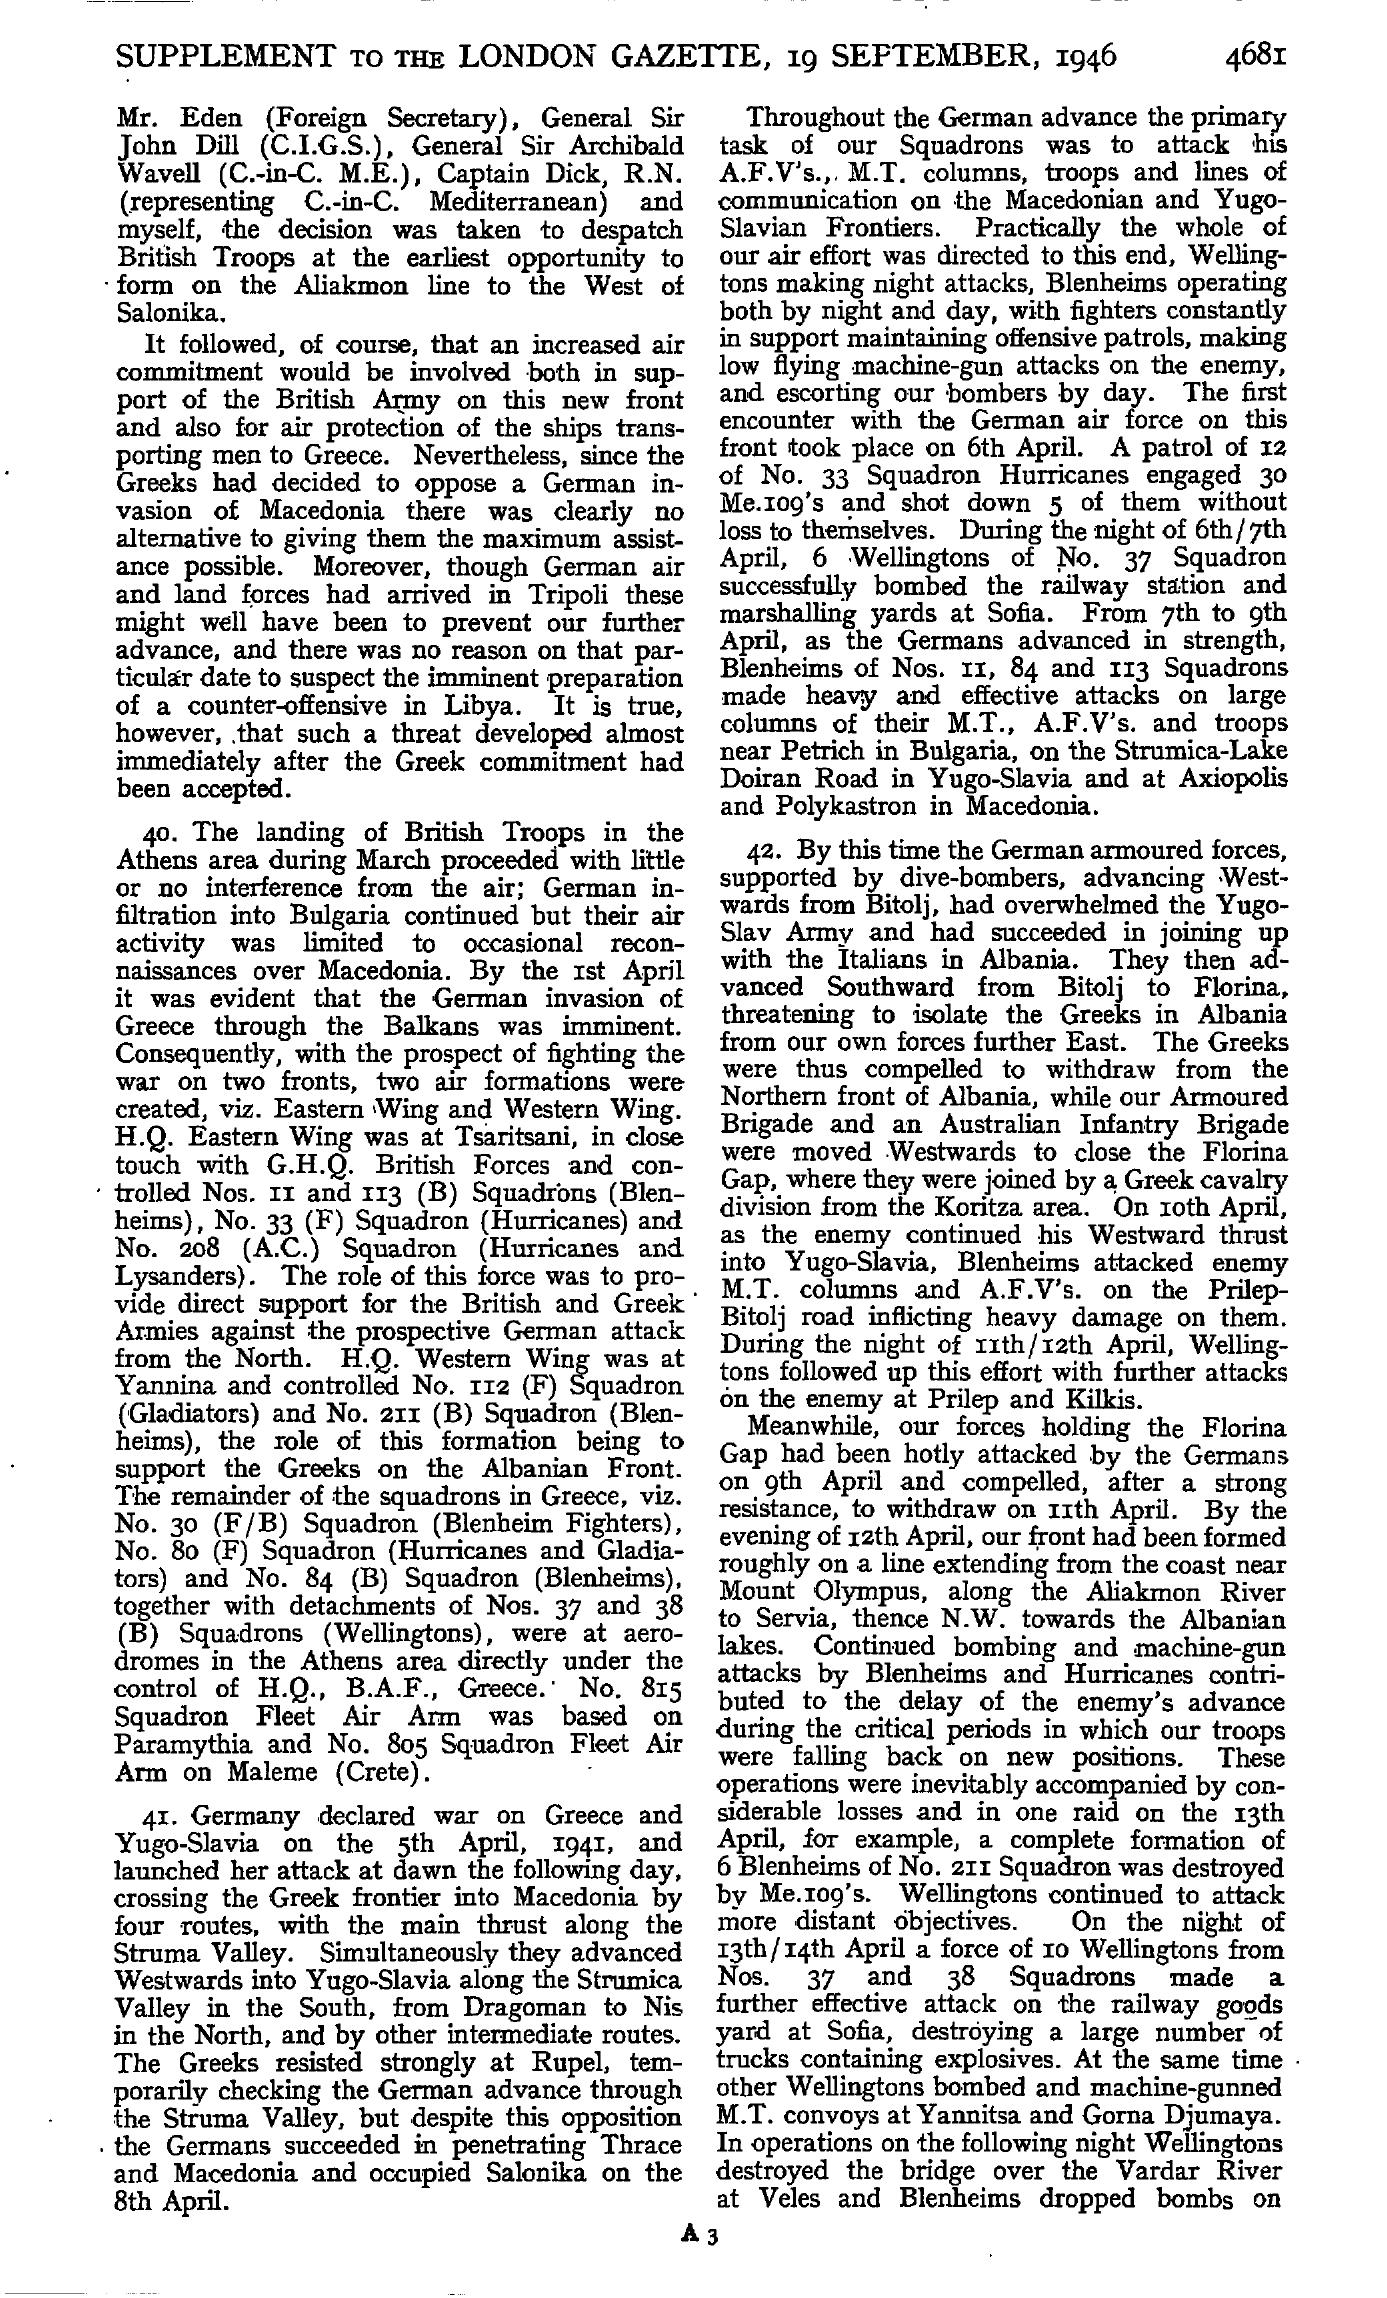 SUPPLEMENT TO THE LONDON GAZETTE, 19 SEPTEMBER, 1946 4681
Mr. Eden (Foreign Secretary), General Sir
John Dill (C.I.G.S.), General Sir Archibald
Wavell (C.-in-C. M.E.), Captain Dick, R.N.
(representing C.-in-C. Mediterranean) and
myself, the decision was taken to despatch
British Troops at the earliest opportunity to
form on the Aliakmon line to the West of
Salonika.
It followed, of course, that an increased air
commitment would be involved both in sup-
port of the British Army on this new front
and also for air protection of the ships trans-
porting men to Greece. Nevertheless, since the
Greeks had decided to oppose a German in-
vasion of Macedonia there was clearly no
alternative to giving them the maximum assist-
ance possible. Moreover, though German air
and land forces had arrived in Tripoli these
might well have been to prevent our further
advance, and there was no reason on that par-
ticular date to suspect the imminent preparation
of a counter-offensive in Libya. It is true,
however, that such a threat developed almost
immediately after the Greek commitment had
been accepted.
40. The landing of British Troops in the
Athens area during March proceeded with little
or no interference from the air; German in-
filtration into Bulgaria continued but their air
activity was limited to occasional recon-
naissances over Macedonia. By the 1st April
it was evident that the German invasion of
Greece through the Balkans was imminent.
Consequently, with the prospect of fighting the
war on two fronts, two air formations were
created, viz. Eastern Wing and Western Wing.
H.Q. Eastern Wing was at Tsaritsani, in close
touch with G.H.Q. British Forces and con-
trolled Nos. 11 and 113 (B) Squadrons (Blen-
heims), No. 33 (F) Squadron (Hurricanes) and
No. 208 (A.C.) Squadron (Hurricanes and
Lysanders). The role of this force was to pro-
vide direct support for the British and Greek
Armies against the prospective German attack
from the North. H.Q. Western Wing was at
Yannina and controlled No. 112 (F) Squadron
(Gladiators) and No. 211 (B) Squadron (Blen-
heims), the role of this formation being to
support the Greeks on the Albanian Front.
The remainder of the squadrons in Greece, viz.
No. 30 (F/B) Squadron (Blenheim Fighters),
No. 80 (F) Squadron (Hurricanes and Gladia-
tors) and No. 84 (B) Squadron (Blenheims),
together with detachments of Nos. 37 and 38
(B) Squadrons (Wellingtons), were at aero-
dromes in the Athens area directly under the
control of H.Q., B.A.F., Greece. No. 815
Squadron Fleet Air Arm was based on
Paramythia and No. 805 Squadron Fleet Air
Arm on Maleme (Crete).
41. Germany declared war on Greece and
Yugo-Slavia on the 5th April, 1941, and
launched her attack at dawn the following day,
crossing the Greek frontier into Macedonia by
four routes, with the main thrust along the
Struma Valley. Simultaneously they advanced
Westwards into Yugo-Slavia along the Strumica
Valley in the South, from Dragoman to Nis
in the North, and by other intermediate routes.
The Greeks resisted strongly at Rupel, tem-
porarily checking the German advance through
the Struma Valley, but despite this opposition
the Germans succeeded in penetrating Thrace
and Macedonia and occupied Salonika on the
8th April.
Throughout the German advance the primary
task of our Squadrons was to attack his
A.F.V's., M.T. columns, troops and lines of
communication on the Macedonian and Yugo-
Slavian Frontiers. Practically the whole of
our air effort was directed to this end, Welling-
tons making night attacks, Blenheims operating
both by night and day, with fighters constantly
in support maintaining offensive patrols, making
low flying machine-gun attacks on the enemy,
and escorting our bombers by day. The first
encounter with the German air force on this
front took place on 6th April. A patrol of 12
of No. 33 Squadron Hurricanes engaged 30
Me.109's and shot down 5 of them without
loss to themselves. During the night of 6th/7th
April, 6 Wellingtons of No. 37 Squadron
successfully bombed the railway station and
marshalling yards at Sofia. From 7th to 9th
April, as the Germans advanced in strength,
Blenheims of Nos. 11, 84 and 113 Squadrons
made heavy and effective attacks on large
columns of their M.T., A.F.V's. and troops
near Petrich in Bulgaria, on the Strumica-Lake
Doiran Road in Yugo-Slavia and at Axiopolis
and Polykastron in Macedonia.
42. By this time the German armoured forces,
supported by dive-bombers, advancing West-
wards from Bitolj, had overwhelmed the Yugo-
Slav Army and had succeeded in joining up
with the Italians in Albania. They then ad-
vanced Southward from Bitolj to Florina,
threatening to isolate the Greeks in Albania
from our own forces further East. The Greeks
were thus compelled to withdraw from the
Northern front of Albania, while our Armoured
Brigade and an Australian Infantry Brigade
were moved Westwards to close the Florina
Gap, where they were joined by a Greek cavalry
division from the Koritza area. On 10th April,
as the enemy continued his Westward thrust
into Yugo-Slavia, Blenheims attacked enemy
M.T. columns and A.F.V's. on the Prilep-
Bitolj road inflicting heavy damage on them.
During the night of 11th/12th April, Welling-
tons followed up this effort with further attacks
on the enemy at Prilep and Kilkis.
Meanwhile, our forces holding the Florina
Gap had been hotly attacked by the Germans
on 9th April and compelled, after a strong
resistance, to withdraw on 11th April. By the
evening of 12th April, our front had been formed
roughly on a line extending from the coast near
Mount Olympus, along the Aliakmon River
to Servia, thence N.W. towards the Albanian
lakes. Continued bombing and machine-gun
attacks by Blenheims and Hurricanes contri-
buted to the delay of the enemy's advance
during the critical periods in which our troops
were falling back on new positions. These
operations were inevitably accompanied by con-
siderable losses and in one raid on the 13th
April, for example, a complete formation of
6 Blenheims of No. 211 Squadron was destroyed
by Me.109's. Wellingtons continued to attack
more distant objectives. On the night of
13th/14th April a force of 10 Wellingtons from
Nos. 37 and 38 Squadrons made a
further effective attack on the railway goods
yard at Sofia, destroying a large number of
trucks containing explosives. At the same time
other Wellingtons bombed and machine-gunned
M.T. convoys at Yannitsa and Gorna Djumaya.
In operations on the following night Wellingtons
destroyed the bridge over the Vardar River
at Veles and Blenheims dropped bombs on
A 3